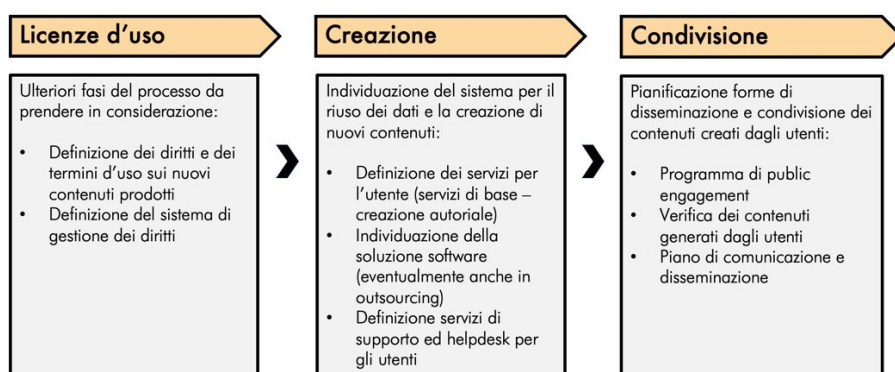 Licenze d'uso
Ulteriori fasi del processo da
prendere in considerazione:
• Definizione dei diritti e dei
termini d'uso sui nuovi
contenuti prodotti
• Definizione del sistema di
gestione dei diritti
Creazione
Individuazione del sistema per il
riuso dei dati e la creazione di
nuovi contenuti:
• Definizione dei servizi per
l'utente (servizi di base –
creazione autoriale)
• Individuazione della
soluzione software
(eventualmente anche in
outsourcing)
• Definizione servizi di
supporto ed helpdesk per
gli utenti
Condivisione
Pianificazione forme di
disseminazione e condivisione dei
contenuti creati dagli utenti:
• Programma di public
engagement
• Verifica dei contenuti
generati dagli utenti
• Piano di comunicazione e
disseminazione